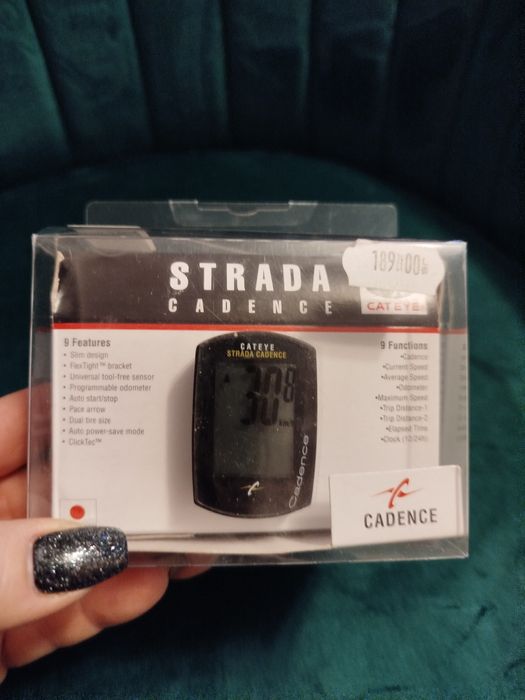 STRADA
CADENCE
189,00
CATEYE
9 Features
• Slim design
• FlexTight™ bracket
• Universal tool-free sensor
• Programmable odometer
• Auto start/stop
• Pace arrow
• Dual tire size
• Auto power-save mode
• ClickTec™
CATEYE
STRADA CADENCE
km/h
Cadence
9 Functions
•Cadence
•Current Speed
•Average Speed
•Odometer
•Maximum Speed
•Trip Distance-1
•Trip Distance-2
•Elapsed Time
•Clock (12/24h)
CADENCE